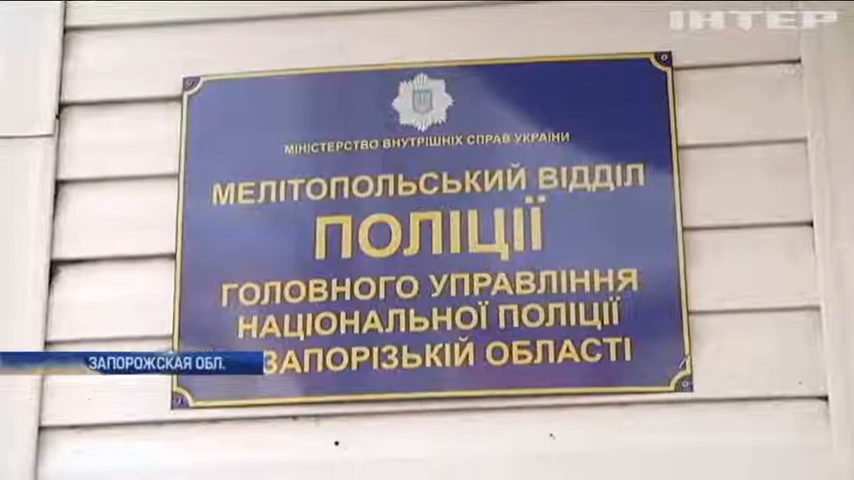 ІНТЕР
МІНІСТЕРСТВО ВНУТРІШНІХ СПРАВ УКРАЇНИ
МЕЛІТОПОЛЬСЬКИЙ ВІДДІЛ
ПОЛІЦІЇ
ГОЛОВНОГО УПРАВЛІННЯ
НАЦІОНАЛЬНОЇ ПОЛІЦІЇ
ЗАПОРІЗЬКІЙ ОБЛАСТІ
ЗАПОРОЖСКАЯ ОБЛ.